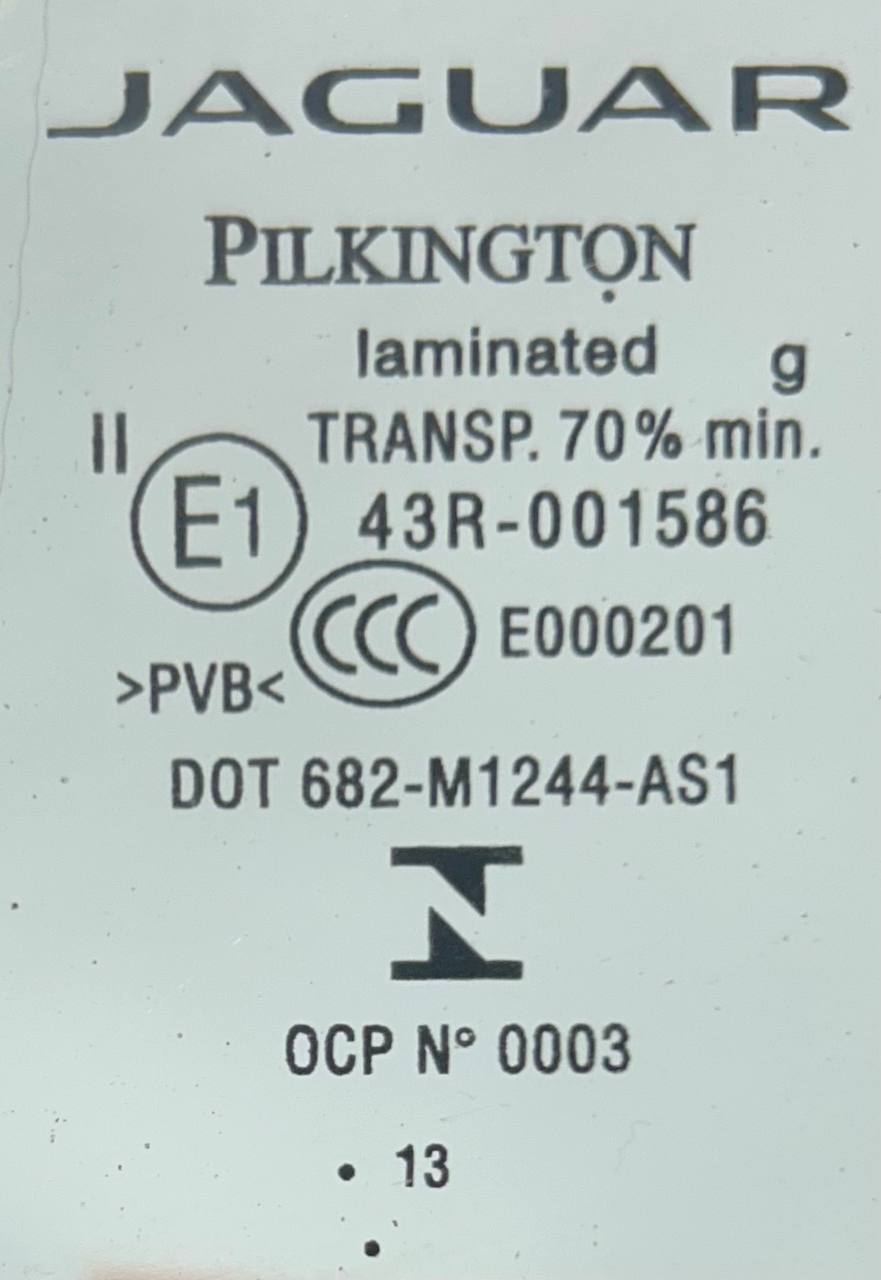 JAGUAR
PILKINGTON
laminated g
II TRANSP. 70% min.
E1 43R-001586
CCC E000201
>PVB<
DOT 682-M1244-AS1
OCP N° 0003
. 13
.